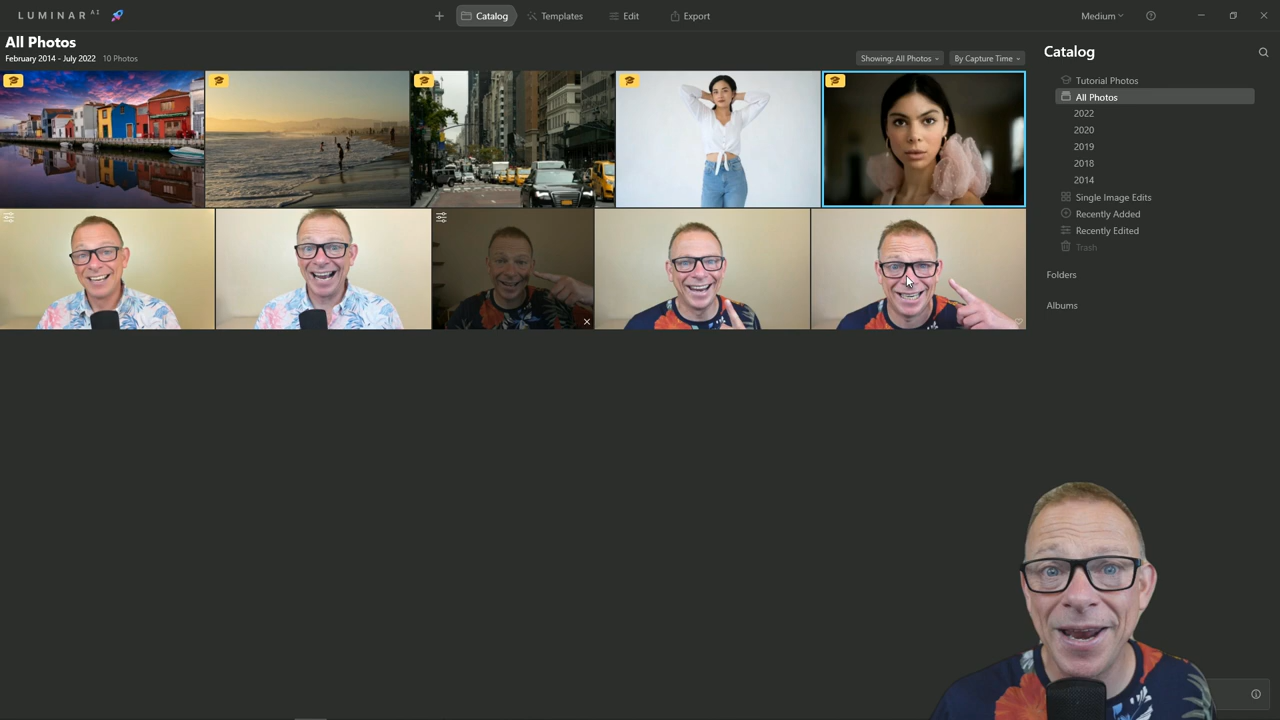 LUMINAR AI
Catalog
Templates
Edit
Export
Medium
All Photos
February 2014 - July 2022 10 Photos
Showing: All Photos
By Capture Time
Catalog
Tutorial Photos
All Photos
2022
2020
2019
2018
2014
Single Image Edits
Recently Added
Recently Edited
Trash
Folders
Albums